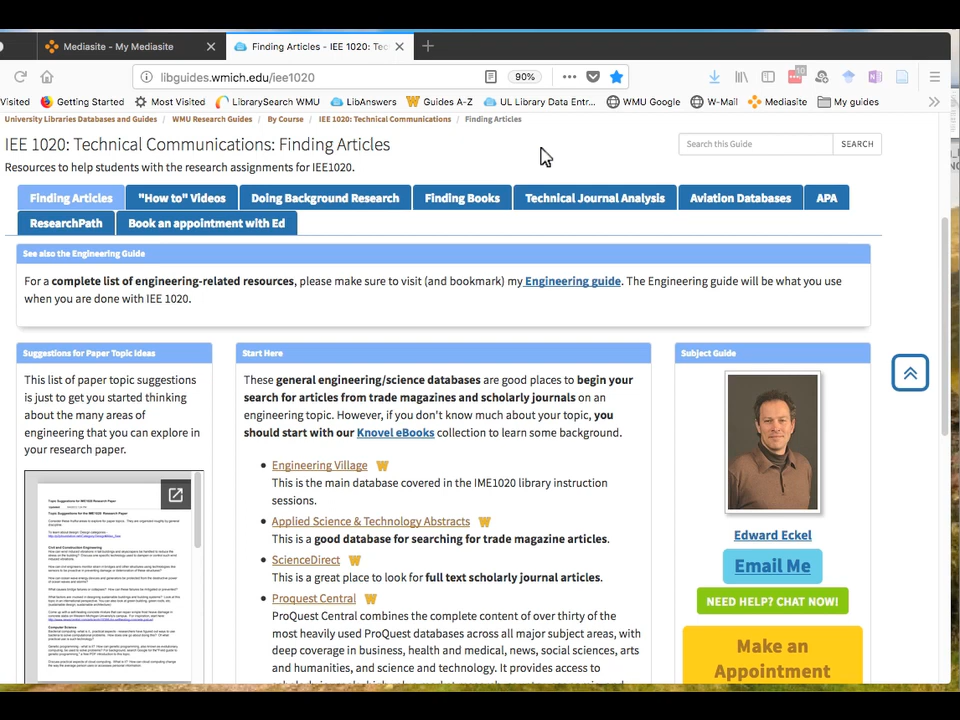 Mediasite - My Mediasite
Finding Articles - IEE 1020: Tec
libguides.wmich.edu/iee1020
90%
10
Visited
Getting Started
Most Visited
LibrarySearch WMU
LibAnswers
Guides A-Z
UL Library Data Entr...
WMU Google
W-Mail
Mediasite
My guides
University Libraries Databases and Guides
WMU Research Guides
By Course
IEE 1020: Technical Communications
Finding Articles
IEE 1020: Technical Communications: Finding Articles
Search this Guide
SEARCH
Resources to help students with the research assignments for IEE1020.
Finding Articles
"How to" Videos
Doing Background Research
Finding Books
Technical Journal Analysis
Aviation Databases
APA
ResearchPath
Book an appointment with Ed
See also the Engineering Guide
For a complete list of engineering-related resources, please make sure to visit (and bookmark) my Engineering guide. The Engineering guide will be what you use
when you are done with IEE 1020.
Suggestions for Paper Topic Ideas
This list of paper topic suggestions
is just to get you started thinking
about the many areas of
engineering that you can explore in
your research paper.
Start Here
These general engineering/science databases are good places to begin your
search for articles from trade magazines and scholarly journals on an
engineering topic. However, if you don't know much about your topic, you
should start with our Knovel eBooks collection to learn some background.
Engineering Village
This is the main database covered in the IME1020 library instruction
sessions.
Applied Science & Technology Abstracts
This is a good database for searching for trade magazine articles.
ScienceDirect
This is a great place to look for full text scholarly journal articles.
Proquest Central
ProQuest Central combines the complete content of over thirty of the
most heavily used ProQuest databases across all major subject areas, with
deep coverage in business, health and medical, news, social sciences, arts
and humanities, and science and technology. It provides access to
Subject Guide
Edward Eckel
Email Me
NEED HELP? CHAT NOW!
Make an
Appointment